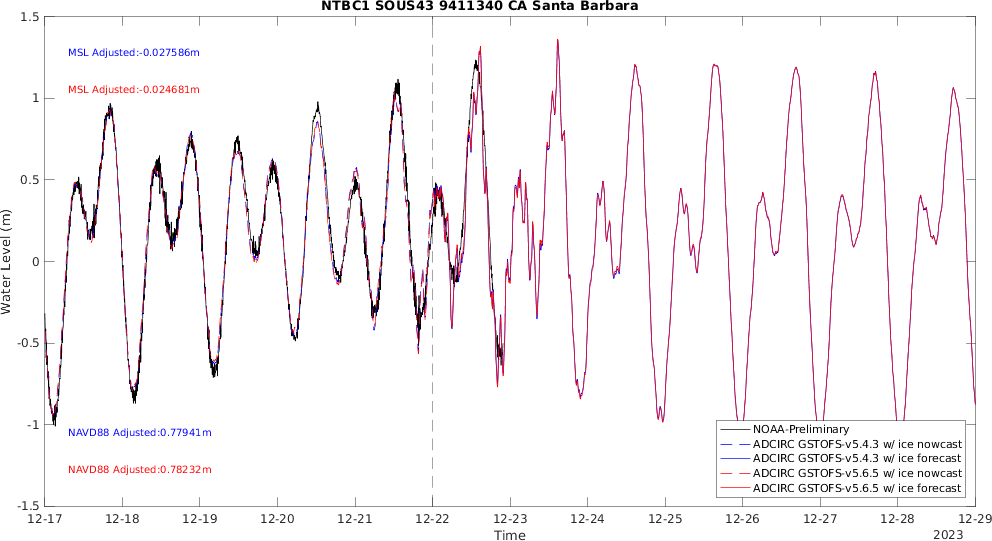 NTBC1 SOUS43 9411340 CA Santa Barbara
1.5
1
0.5
0
-0.5
-1
-1.5
Water Level (m)
MSL Adjusted:-0.027586m
MSL Adjusted:-0.024681m
NAVD88 Adjusted:0.77941m
NAVD88 Adjusted:0.78232m
NOAA-Preliminary
ADCIRC GSTOFS-v5.4.3 w/ ice nowcast
ADCIRC GSTOFS-v5.4.3 w/ ice forecast
ADCIRC GSTOFS-v5.6.5 w/ ice nowcast
ADCIRC GSTOFS-v5.6.5 w/ ice forecast
12-17 12-18 12-19 12-20 12-21 12-22 12-23 12-24 12-25 12-26 12-27 12-28 12-29
Time
2023